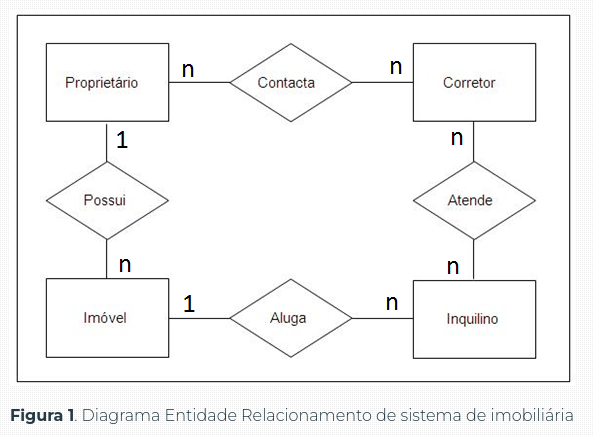 Proprietário n Contacta n Corretor
1 n
Possui Atende
n n
Imóvel 1 Aluga n Inquilino
Figura 1. Diagrama Entidade Relacionamento de sistema de imobiliária